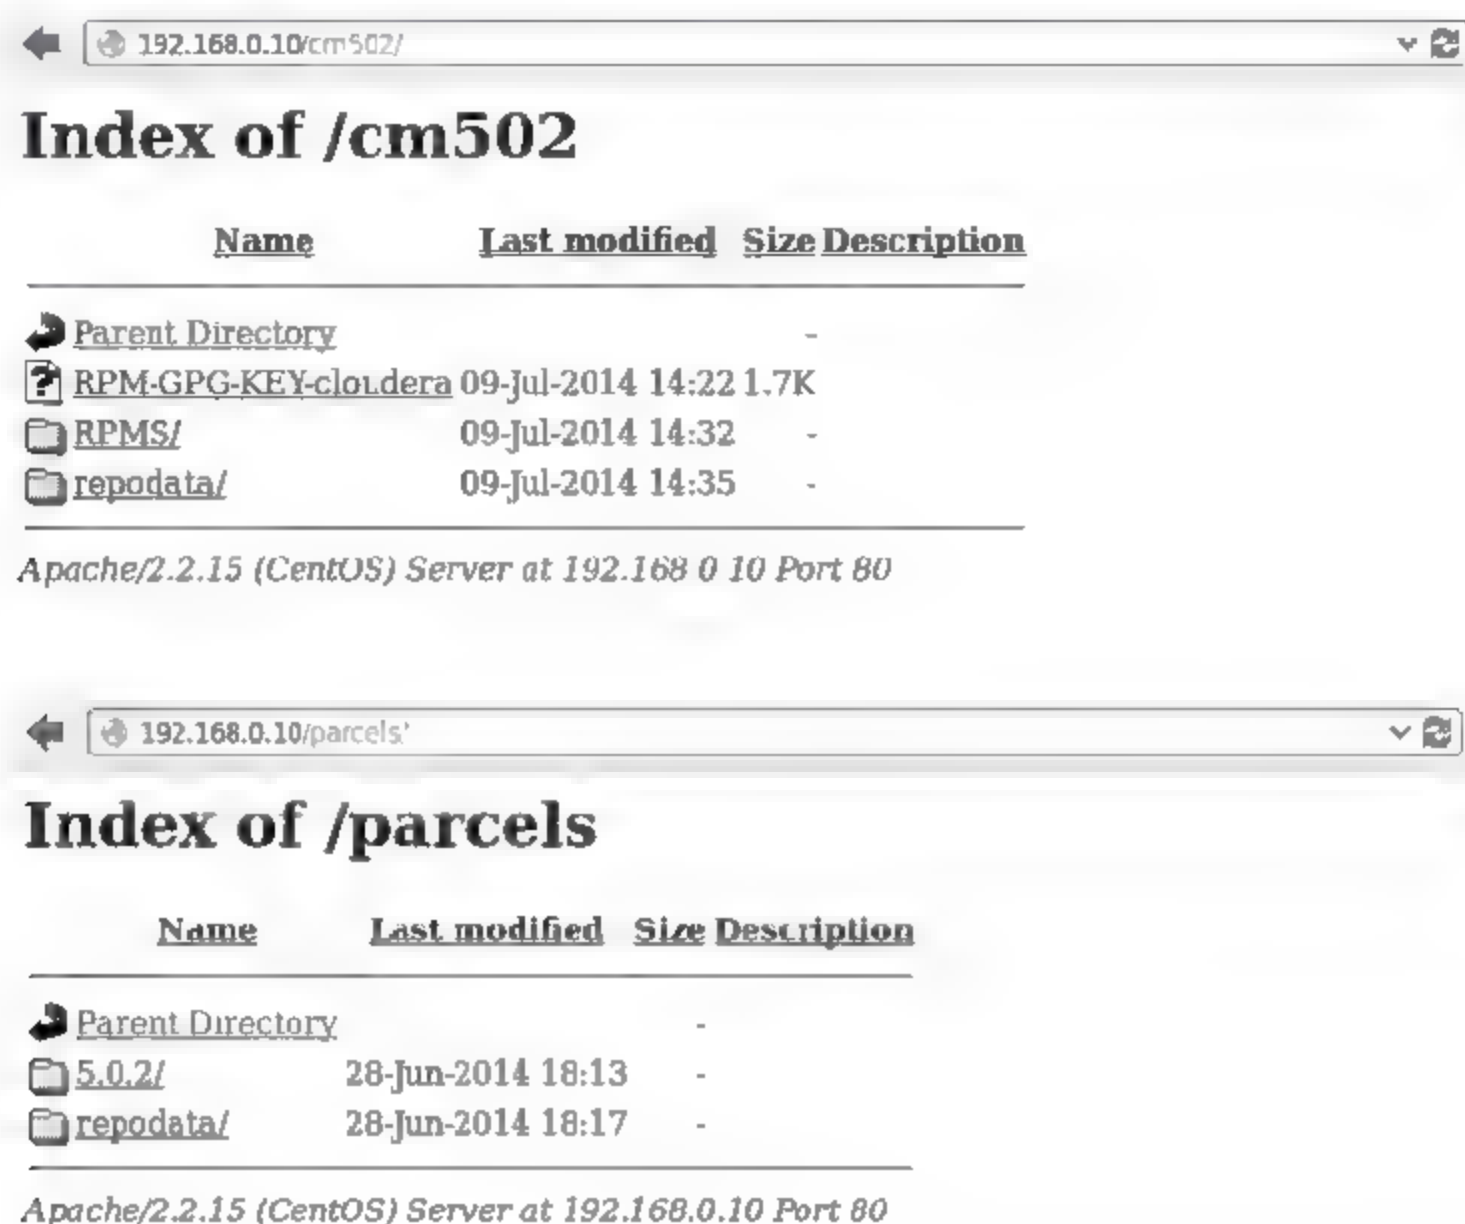 192.168.0.10/cm502/
Index of /cm502
Name Last modified Size Description
Parent Directory -
RPM-GPG-KEY-cloudera 09-Jul-2014 14:22 1.7K
RPMS/ 09-Jul-2014 14:32 -
repodata/ 09-Jul-2014 14:35 -
Apache/2.2.15 (CentOS) Server at 192.168.0.10 Port 80
192.168.0.10/parcels/
Index of /parcels
Name Last modified Size Description
Parent Directory -
5.0.2/ 28-Jun-2014 18:13 -
repodata/ 28-Jun-2014 18:17 -
Apache/2.2.15 (CentOS) Server at 192.168.0.10 Port 80